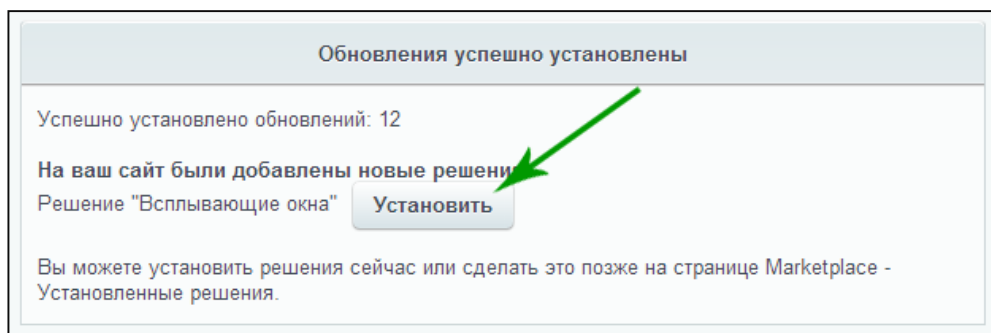 Обновления успешно установлены
Успешно установлено обновлений: 12
На ваш сайт были добавлены новые решения
Решение "Всплывающие окна" Установить
Вы можете установить решения сейчас или сделать это позже на странице Marketplace -
Установленные решения.